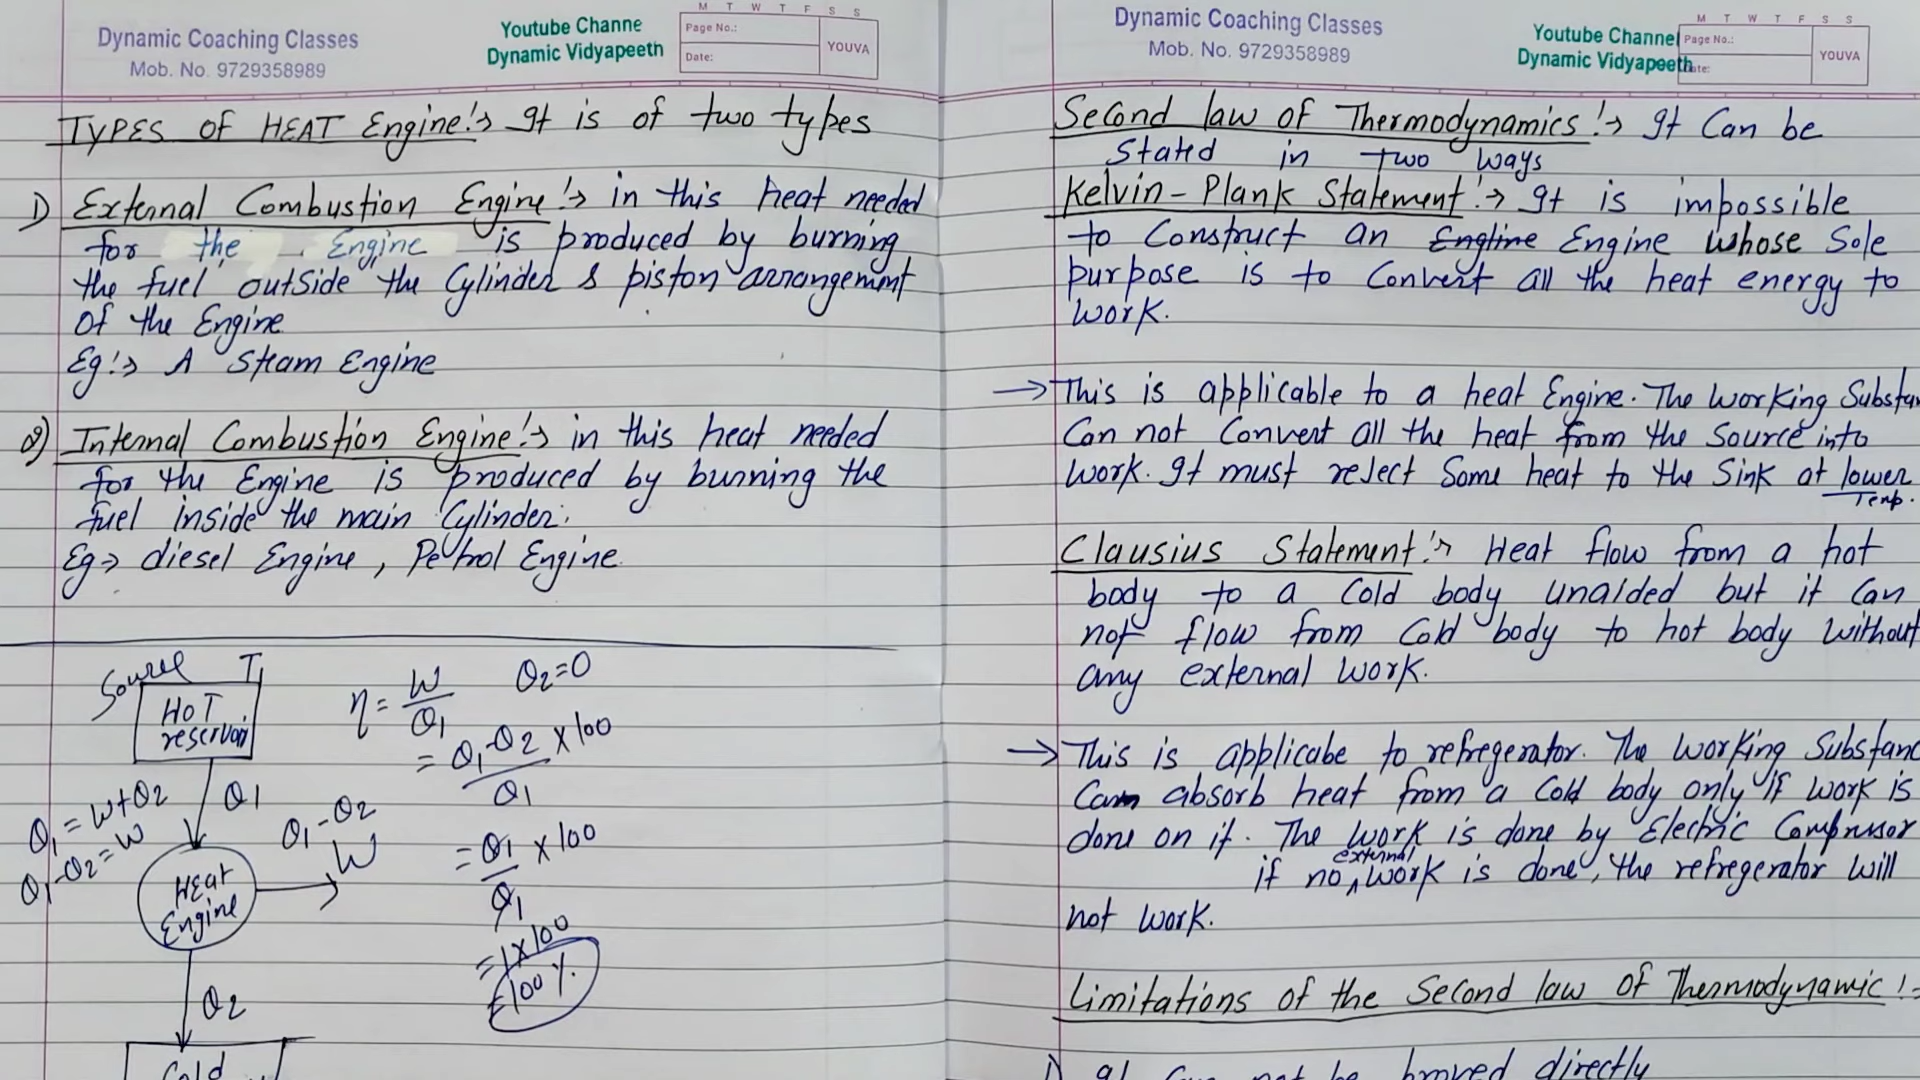 Dynamic Coaching Classes
Mob. No. 9729358989
Youtube Channe
Dynamic Vidyapeeth
M T W T F S S
Page No.:
Date:
YOUVA
TYPES OF HEAT Engine:→ It is of two types
1) External Combustion Engine:→ in this heat needed
for the Engine is produced by burning
the fuel outside the Cylinder & piston arrangement
Of the Engine
Eg:→ A Steam Engine
2) Internal Combustion Engine:→ in this heat needed
for the Engine is produced by burning the
fuel inside the main Cylinder.
Eg→ diesel Engine, Petrol Engine.
Source T1
HOT
reservoir
Q1 = W+Q2
Q1-Q2=W
Q1
Q1-Q2
W
Heat
Engine
Q2
Cold
η = W/Q1 Q2=0
= Q1-Q2/Q1 × 100
= Q1/Q1 × 100
= 1×100
=100%.
Dynamic Coaching Classes
Mob. No. 9729358989
Youtube Channel
Dynamic Vidyapeeth
M T W T F S S
Page No.:
ate:
YOUVA
Second law of Thermodynamics:→ It Can be
Stated in two ways
Kelvin-Plank Statement:→ It is impossible
to Construct an Engtine Engine whose Sole
purpose is to Convert all the heat energy to
work.
→ This is applicable to a heat Engine. The working Substan
Can not Convert all the heat from the Source into
work. It must reject Some heat to the Sink at lower
Temp.
Clausius Statement:→ Heat flow from a hot
body to a Cold body unaided but it Can
not flow from Cold body to hot body without
any external work.
→ This is applicabe to refregerator. The working Substanc
Can absorb heat from a Cold body only if work is
done on it. The work is done by Electric Compressor
if no external work is done, the refregerator will
not work.
Limitations of the Second law of Thermodynamic:→
1) It Can not be proved directly